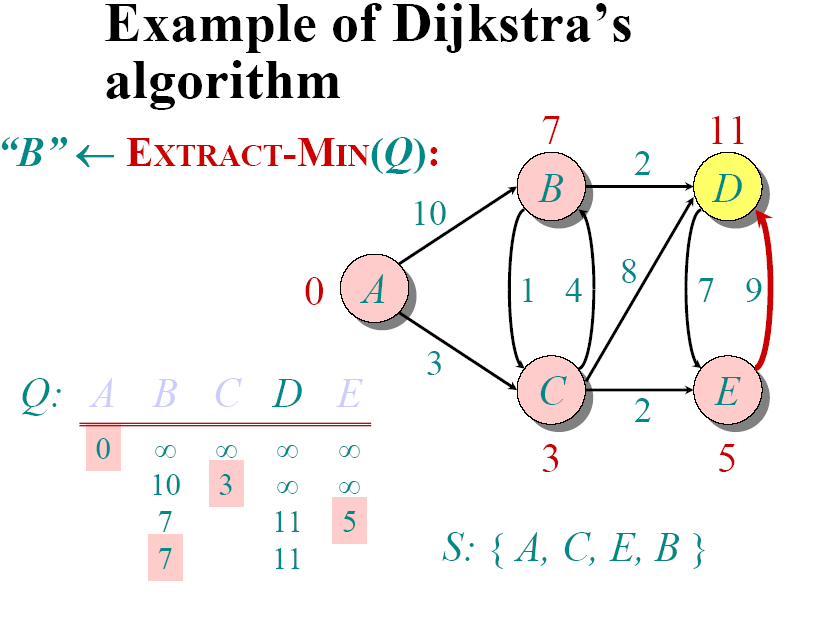 Example of Dijkstra’s
algorithm
“B” ← EXTRACT-MIN(Q):
7
11
B
2
D
10
0
A
1
4
8
7
9
3
C
2
E
3
5
Q: A B C D E
0 ∞ ∞ ∞ ∞
10 3 ∞ ∞
7 11 5
7 11
S: { A, C, E, B }